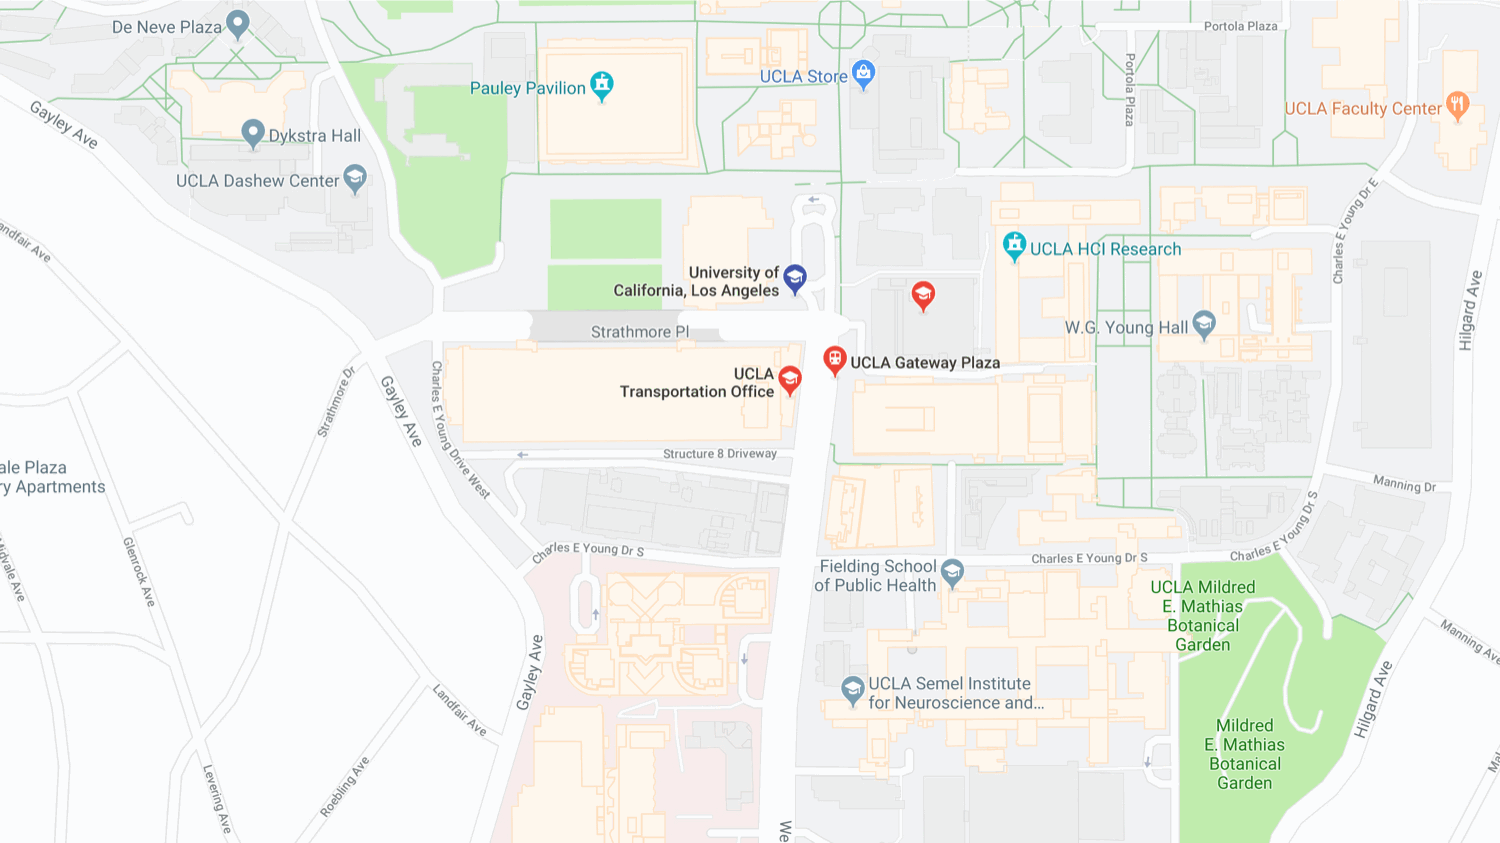 De Neve Plaza
Portola Plaza
Gayley Ave
Pauley Pavilion
UCLA Store
Portola Plaza
UCLA Faculty Center
Dykstra Hall
UCLA Dashew Center
Charles E Young Dr E
UCLA HCI Research
University of
California, Los Angeles
Hilgard Ave
Strathmore Pl
W.G. Young Hall
UCLA Gateway Plaza
UCLA
Transportation Office
Strathmore Dr
Gayley Ave
Charles E Young Drive West
Structure 8 Driveway
Manning Dr
Charles E Young Dr S
Charles E Young Dr S
Charles E Young Dr S
Fielding School
of Public Health
UCLA Mildred
E. Mathias
Botanical
Garden
Glenrock Ave
Midvale Ave
Manning Ave
Gayley Ave
UCLA Semel Institute
for Neuroscience and...
Landfair Ave
Hilgard Ave
Mildred
E. Mathias
Botanical
Garden
Levering Ave
Roebling Ave
andfair Ave
ale Plaza
ry Apartments
We